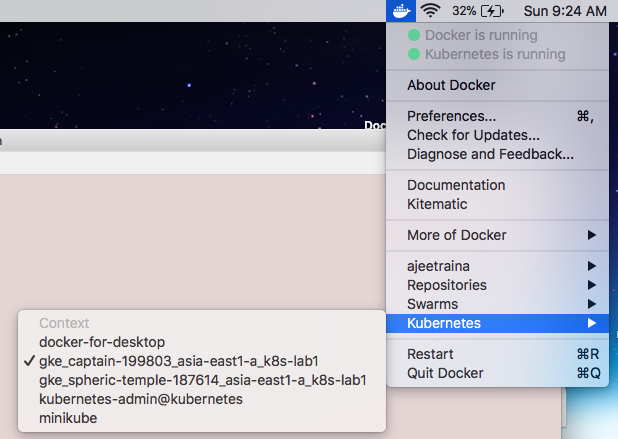 32% Sun 9:24 AM
Docker is running
Kubernetes is running
About Docker
Preferences... ⌘,
Check for Updates...
Diagnose and Feedback...
Documentation
Kitematic
More of Docker
ajeetraina
Repositories
Swarms
Kubernetes
Restart ⌘R
Quit Docker ⌘Q
Doc
Context
docker-for-desktop
gke_captain-199803_asia-east1-a_k8s-lab1
gke_spheric-temple-187614_asia-east1-a_k8s-lab1
kubernetes-admin@kubernetes
minikube